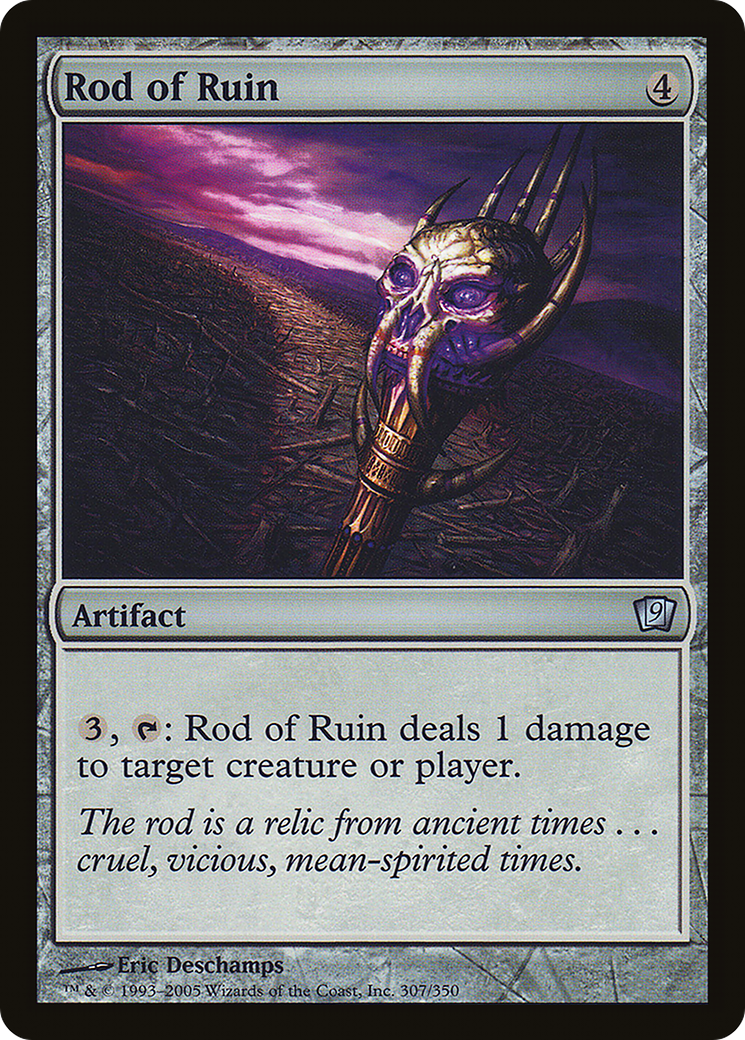 Rod of Ruin 4
Artifact 9
3, : Rod of Ruin deals 1 damage
to target creature or player.
The rod is a relic from ancient times . . .
cruel, vicious, mean-spirited times.
Eric Deschamps
™ & © 1993–2005 Wizards of the Coast, Inc. 307/350